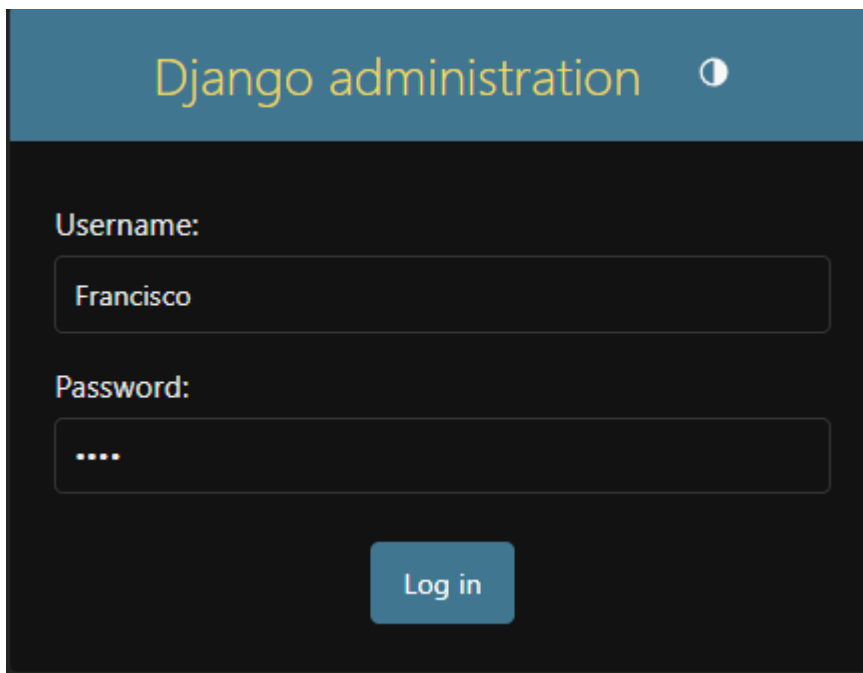 Django administration
Username:
Francisco
Password:
••••
Log in